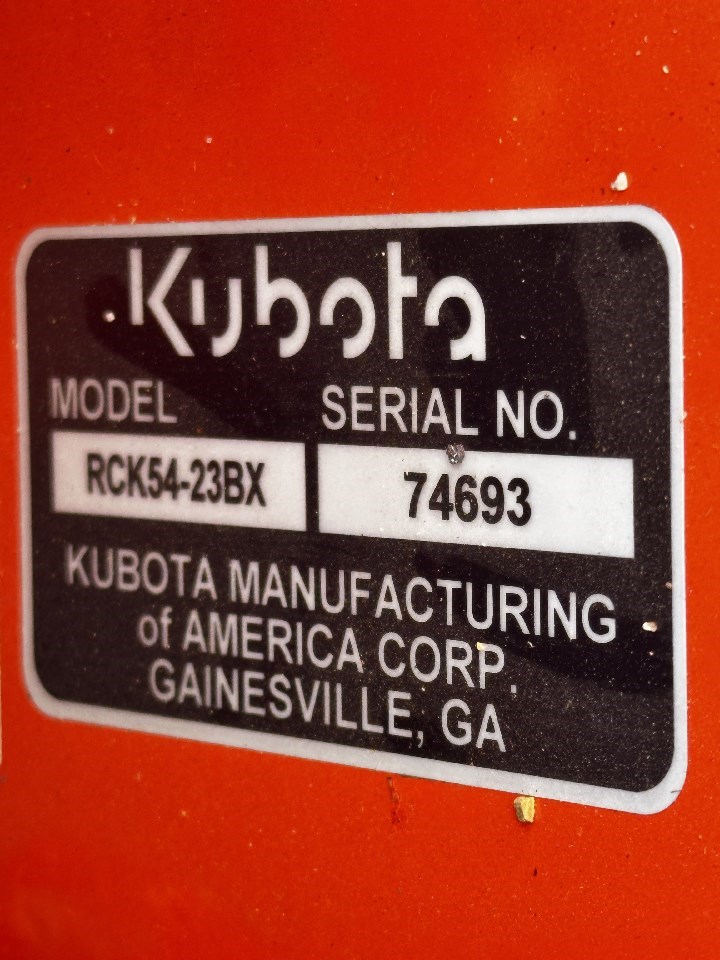 Kubota
MODEL SERIAL NO.
RCK54-23BX 74693
KUBOTA MANUFACTURING
of AMERICA CORP.
GAINESVILLE, GA